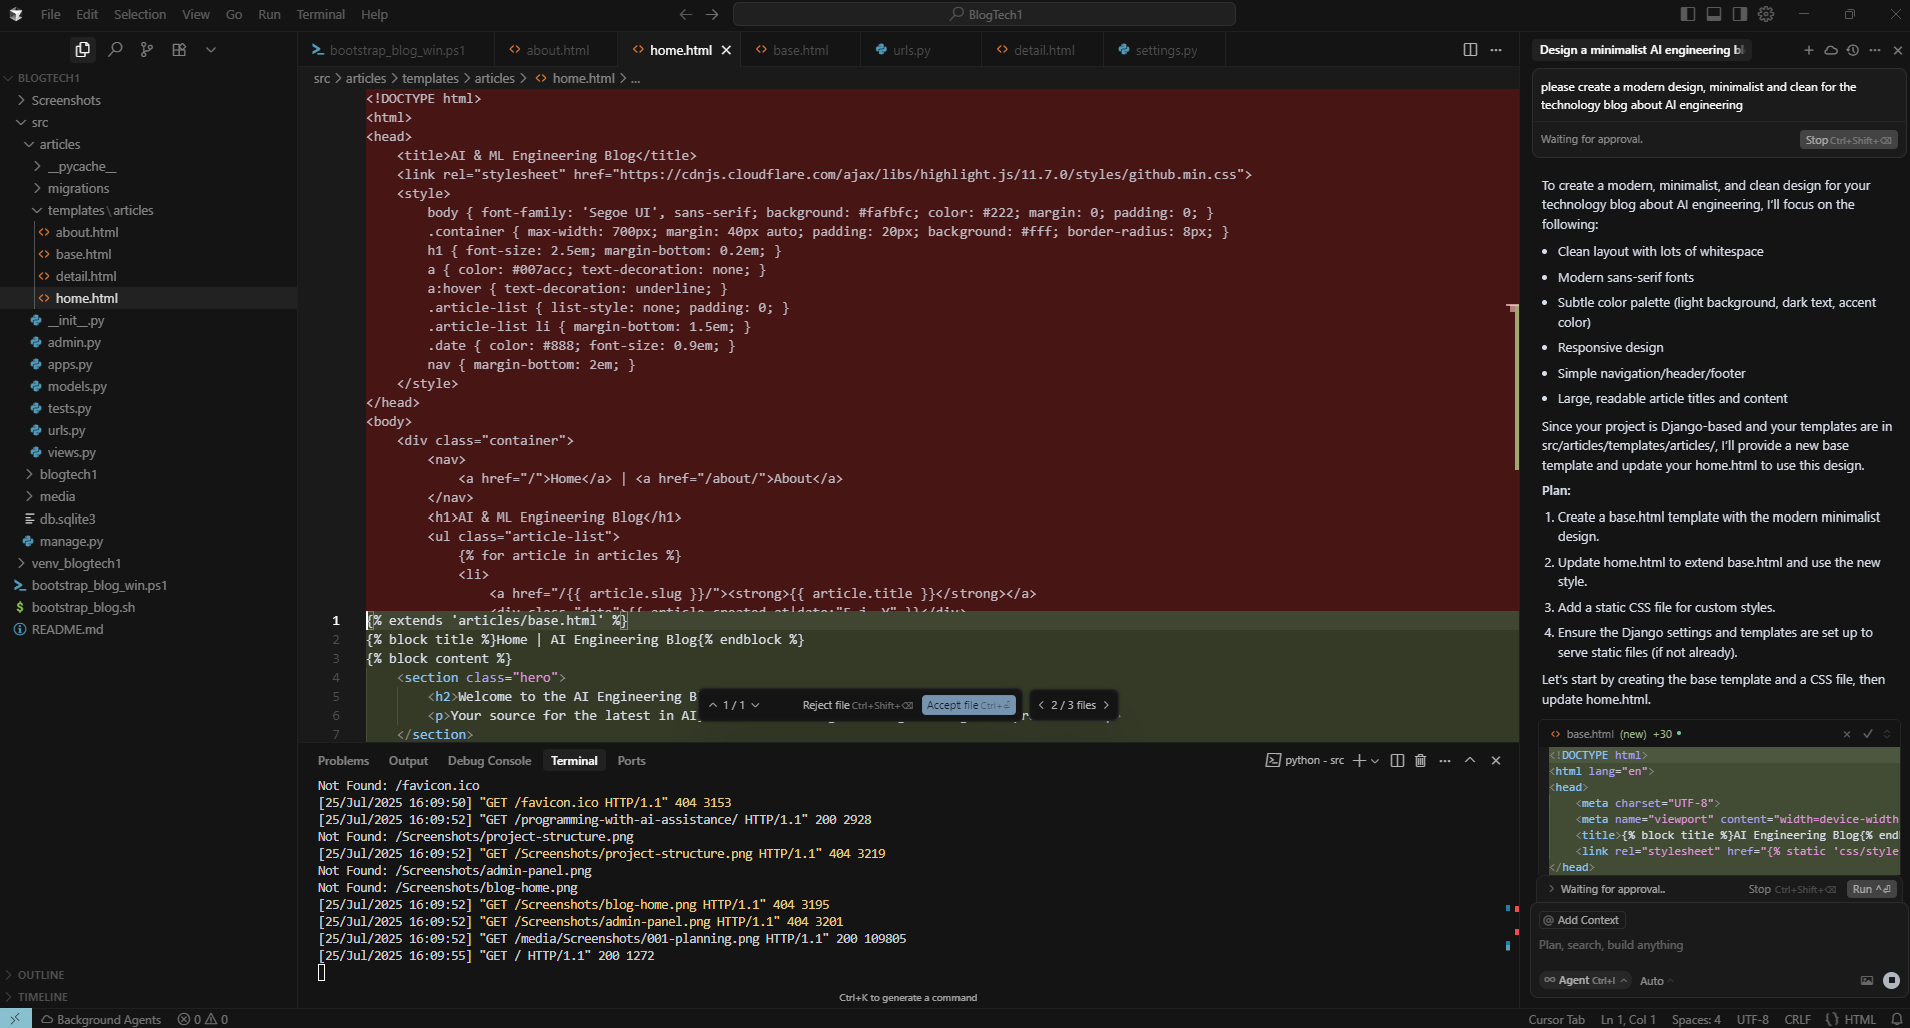 File Edit Selection View Go Run Terminal Help
BlogTech1
BLOGTECH1
Screenshots
src
articles
__pycache__
migrations
templates\articles
about.html
base.html
detail.html
home.html
__init__.py
admin.py
apps.py
models.py
tests.py
urls.py
views.py
blogtech1
media
db.sqlite3
manage.py
venv_blogtech1
bootstrap_blog_win.ps1
bootstrap_blog.sh
README.md
OUTLINE
TIMELINE
bootstrap_blog_win.ps1 about.html home.html base.html urls.py detail.html settings.py
src > articles > templates > articles > home.html > ...
<!DOCTYPE html>
<html>
<head>
<title>AI & ML Engineering Blog</title>
<link rel="stylesheet" href="https://cdnjs.cloudflare.com/ajax/libs/highlight.js/11.7.0/styles/github.min.css">
<style>
body { font-family: 'Segoe UI', sans-serif; background: #fafbfc; color: #222; margin: 0; padding: 0; }
.container { max-width: 700px; margin: 40px auto; padding: 20px; background: #fff; border-radius: 8px; }
h1 { font-size: 2.5em; margin-bottom: 0.2em; }
a { color: #007acc; text-decoration: none; }
a:hover { text-decoration: underline; }
.article-list { list-style: none; padding: 0; }
.article-list li { margin-bottom: 1.5em; }
.date { color: #888; font-size: 0.9em; }
nav { margin-bottom: 2em; }
</style>
</head>
<body>
<div class="container">
<nav>
<a href="/">Home</a> | <a href="/about/">About</a>
</nav>
<h1>AI & ML Engineering Blog</h1>
<ul class="article-list">
{% for article in articles %}
<li>
<a href="/{{ article.slug }}/"><strong>{{ article.title }}</strong></a>
<div class="date">{{ article.created_at|date:"F j, Y" }}</div>
1 {% extends 'articles/base.html' %}
2 {% block title %}Home | AI Engineering Blog{% endblock %}
3 {% block content %}
4 <section class="hero">
5 <h2>Welcome to the AI Engineering B
6 <p>Your source for the latest in AI
7 </section>
1 / 1 Reject file Ctrl+Shift+⌫ Accept file Ctrl+⏎ 2 / 3 files
Problems Output Debug Console Terminal Ports
python - src
Not Found: /favicon.ico
[25/Jul/2025 16:09:50] "GET /favicon.ico HTTP/1.1" 404 3153
[25/Jul/2025 16:09:52] "GET /programming-with-ai-assistance/ HTTP/1.1" 200 2928
Not Found: /Screenshots/project-structure.png
[25/Jul/2025 16:09:52] "GET /Screenshots/project-structure.png HTTP/1.1" 404 3219
Not Found: /Screenshots/admin-panel.png
Not Found: /Screenshots/blog-home.png
[25/Jul/2025 16:09:52] "GET /Screenshots/blog-home.png HTTP/1.1" 404 3195
[25/Jul/2025 16:09:52] "GET /Screenshots/admin-panel.png HTTP/1.1" 404 3201
[25/Jul/2025 16:09:52] "GET /media/Screenshots/001-planning.png HTTP/1.1" 200 109805
[25/Jul/2025 16:09:55] "GET / HTTP/1.1" 200 1272
Ctrl+K to generate a command
Design a minimalist AI engineering bl
please create a modern design, minimalist and clean for the
technology blog about AI engineering
Waiting for approval. Stop Ctrl+Shift+⌫
To create a modern, minimalist, and clean design for your
technology blog about AI engineering, I'll focus on the
following:
• Clean layout with lots of whitespace
• Modern sans-serif fonts
• Subtle color palette (light background, dark text, accent
color)
• Responsive design
• Simple navigation/header/footer
• Large, readable article titles and content
Since your project is Django-based and your templates are in
src/articles/templates/articles/, I'll provide a new base
template and update your home.html to use this design.
Plan:
1. Create a base.html template with the modern minimalist
design.
2. Update home.html to extend base.html and use the new
style.
3. Add a static CSS file for custom styles.
4. Ensure the Django settings and templates are set up to
serve static files (if not already).
Let's start by creating the base template and a CSS file, then
update home.html.
base.html (new) +30
<!DOCTYPE html>
<html lang="en">
<head>
<meta charset="UTF-8">
<meta name="viewport" content="width=device-width
<title>{% block title %}AI Engineering Blog{% end
<link rel="stylesheet" href="{% static 'css/style
</head>
Waiting for approval.. Stop Ctrl+Shift+⌫ Run ^⏎
@ Add Context
Plan, search, build anything
∞ Agent Ctrl+I Auto
Background Agents 0 0
Cursor Tab Ln 1, Col 1 Spaces: 4 UTF-8 CRLF {} HTML